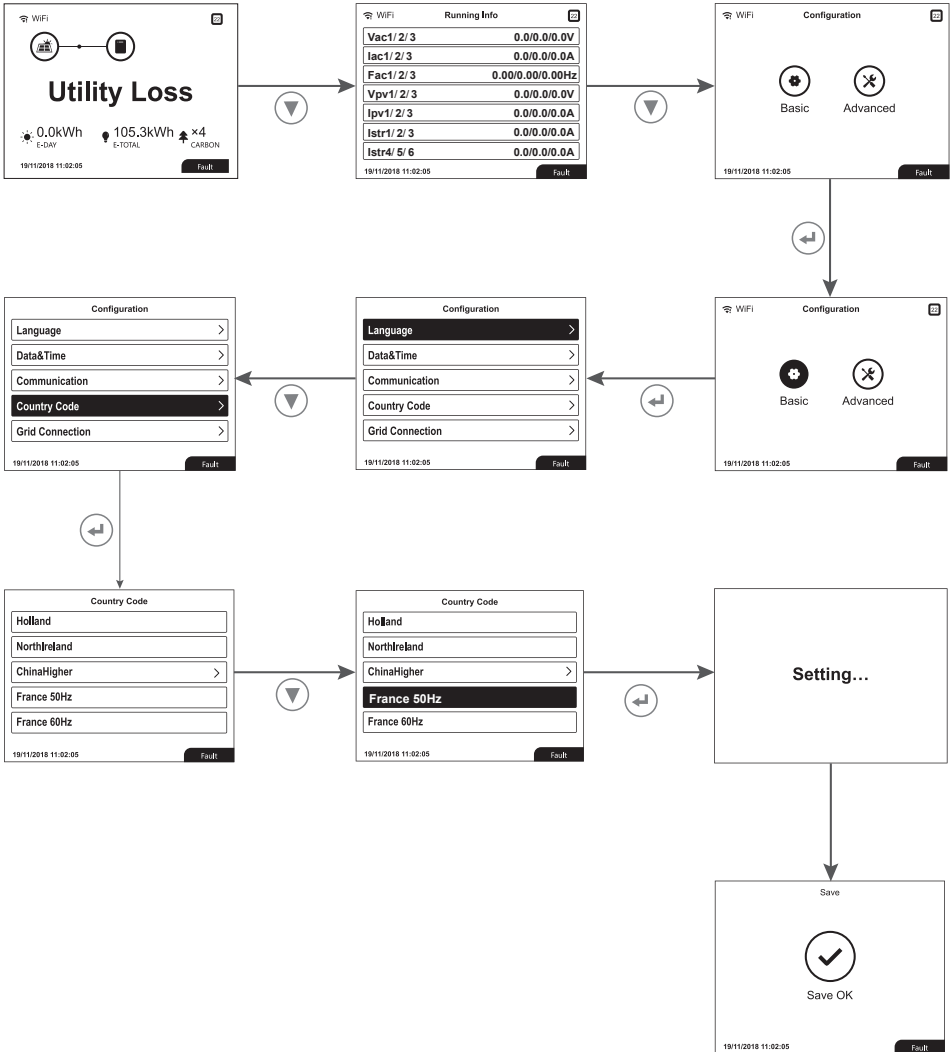 WiFi
22
Utility Loss
0.0kWh
E-DAY
105.3kWh
E-TOTAL
×4
CARBON
19/11/2018 11:02:05
Fault
WiFi
Running Info
22
Vac1/ 2/ 3 0.0/0.0/0.0V
Iac1/ 2/ 3 0.0/0.0/0.0A
Fac1/ 2/ 3 0.00/0.00/0.00Hz
Vpv1/ 2/ 3 0.0/0.0/0.0V
Ipv1/ 2/ 3 0.0/0.0/0.0A
Istr1/ 2/ 3 0.0/0.0/0.0A
Istr4/ 5/ 6 0.0/0.0/0.0A
19/11/2018 11:02:05
Fault
WiFi
Configuration
22
Basic
Advanced
19/11/2018 11:02:05
Fault
WiFi
Configuration
22
Basic
Advanced
19/11/2018 11:02:05
Fault
Configuration
Language
Data&Time
Communication
Country Code
Grid Connection
19/11/2018 11:02:05
Fault
Configuration
Language
Data&Time
Communication
Country Code
Grid Connection
19/11/2018 11:02:05
Fault
Country Code
Holland
NorthIreland
ChinaHigher
France 50Hz
France 60Hz
19/11/2018 11:02:05
Fault
Country Code
Holland
NorthIreland
ChinaHigher
France 50Hz
France 60Hz
19/11/2018 11:02:05
Fault
Setting...
Save
Save OK
19/11/2018 11:02:05
Fault